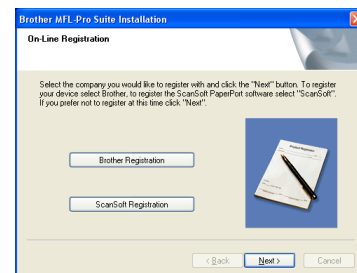 Brother MFL-Pro Suite Installation
On-Line Registration
Select the company you would like to register with and click the "Next" button. To register
your device select Brother, to register the ScanSoft PaperPort software select "ScanSoft".
If you prefer not to register at this time click "Next".
Brother Registration
ScanSoft Registration
< Back
Next >
Cancel